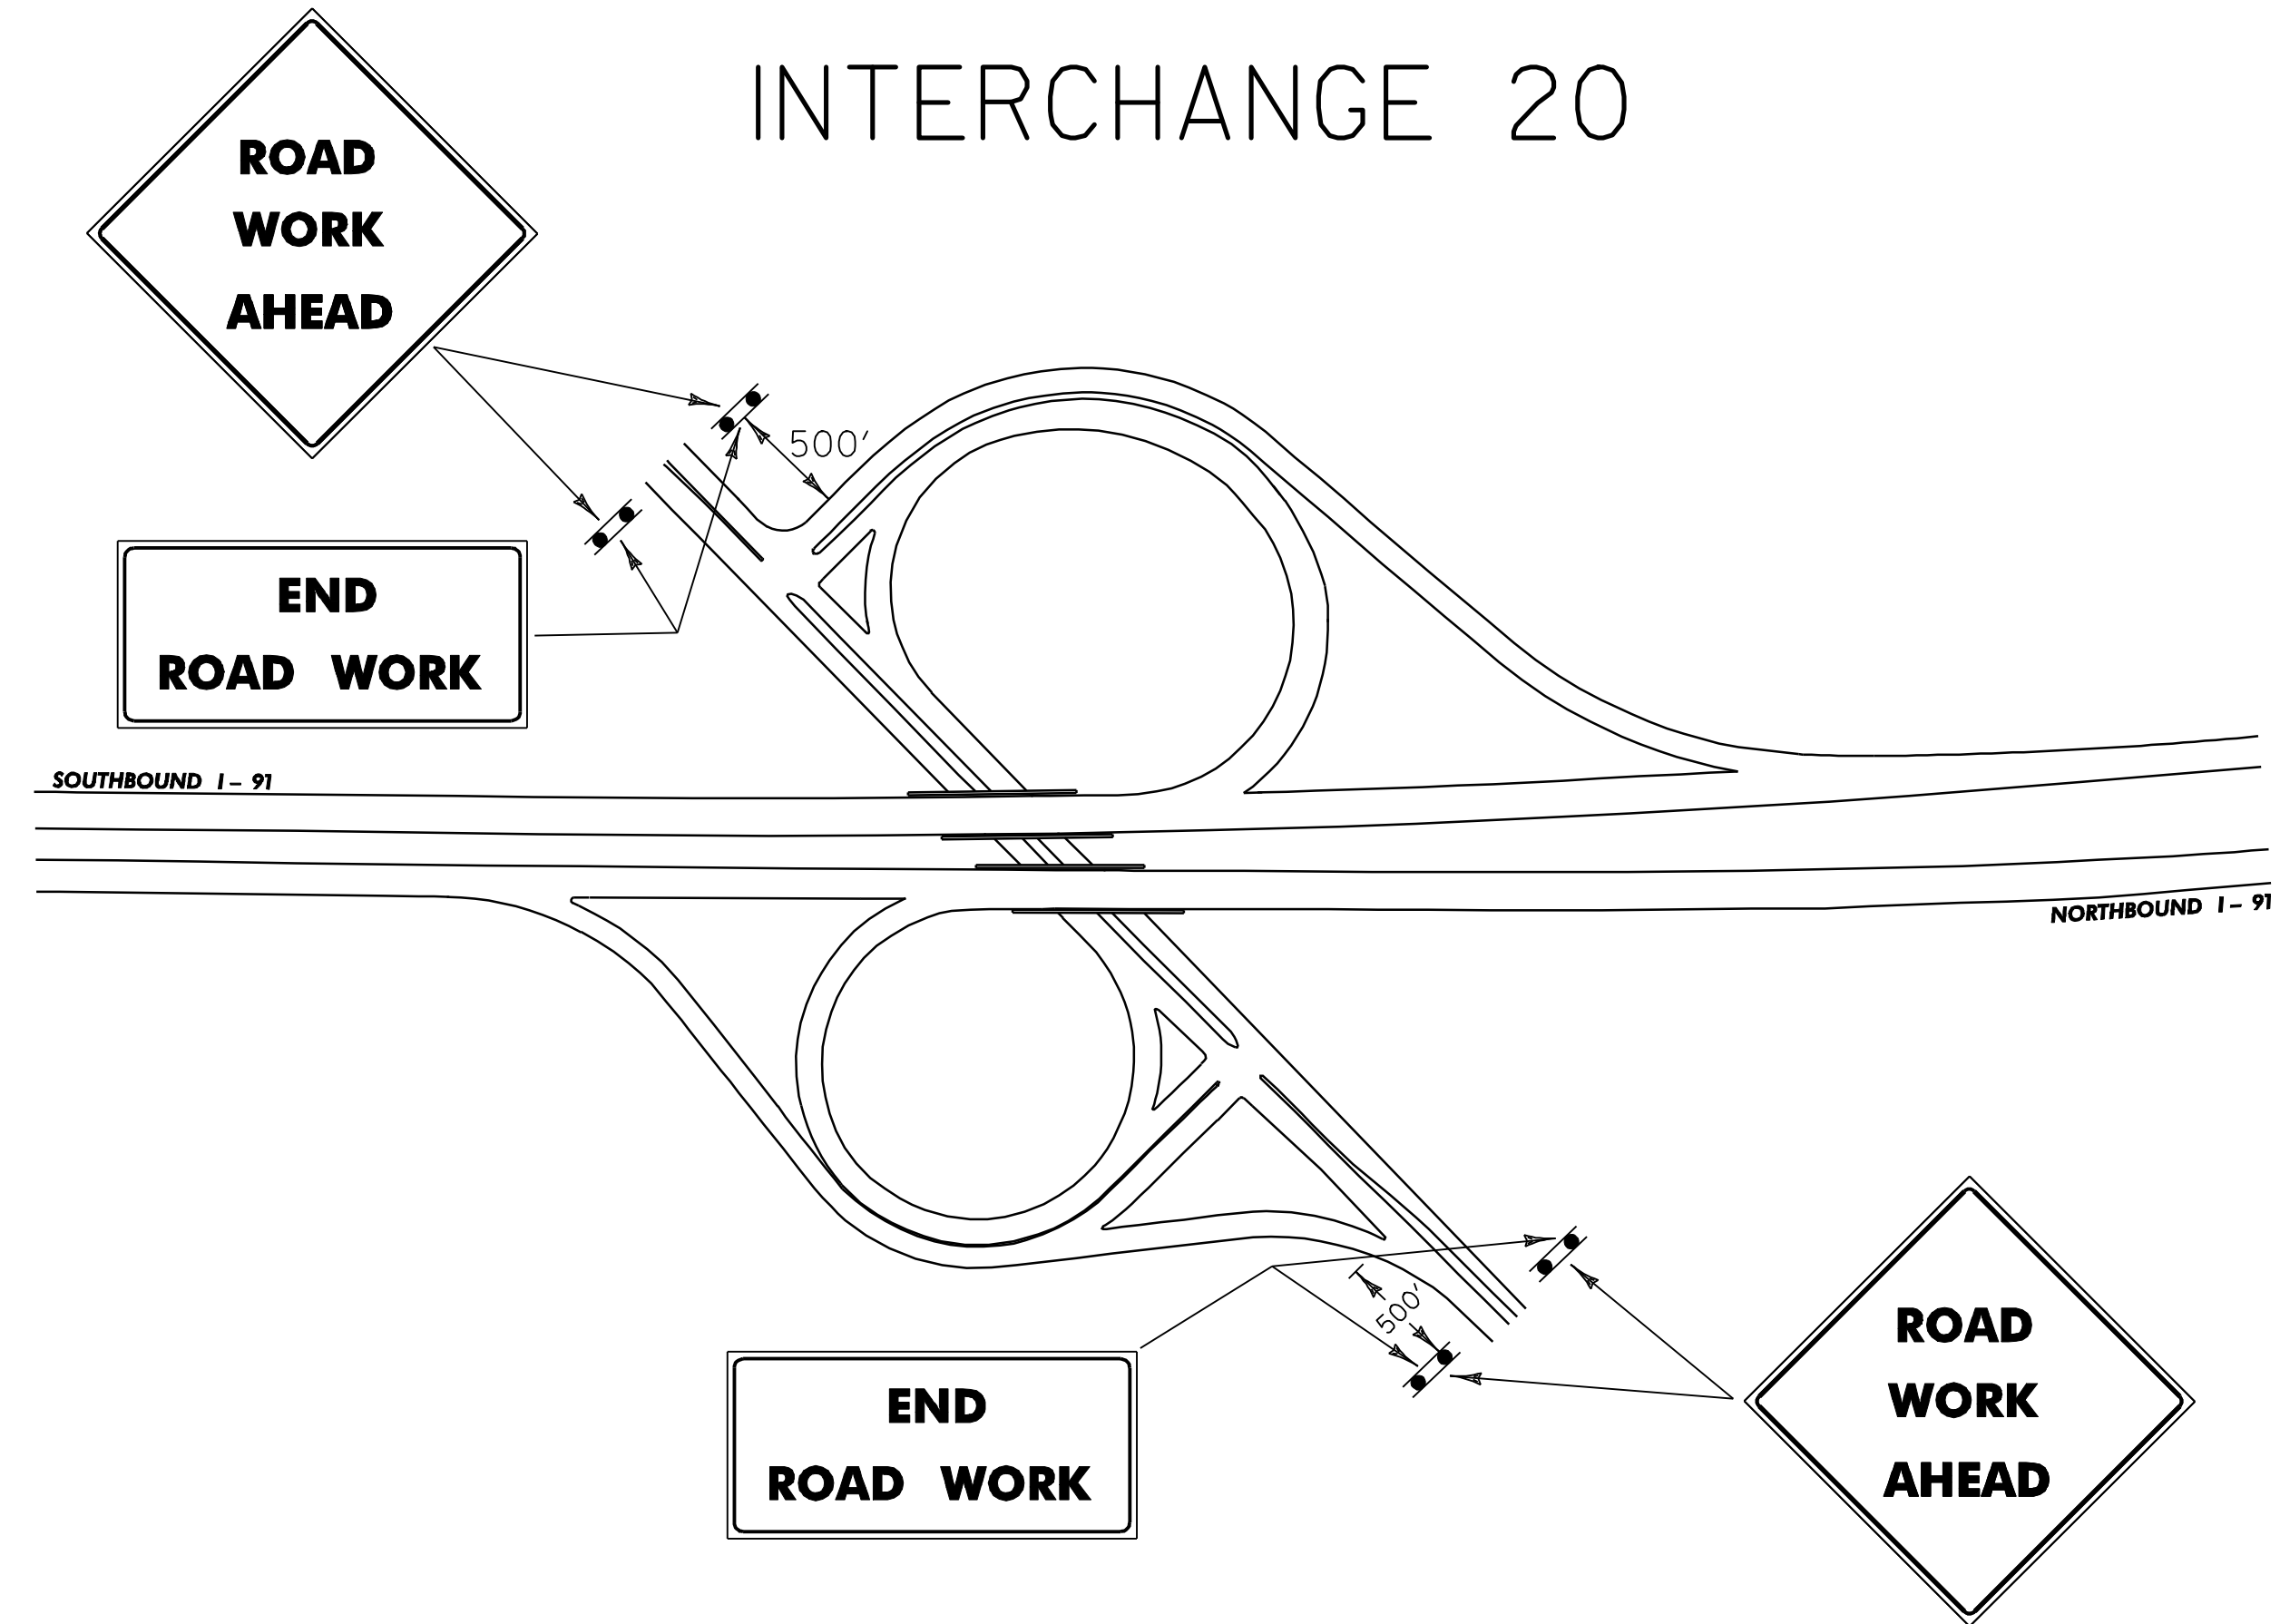 INTERCHANGE 20
ROAD
WORK
AHEAD
500'
END
ROAD WORK
SOUTHBOUND I - 91
NORTHBOUND I - 91
500'
END
ROAD WORK
ROAD
WORK
AHEAD